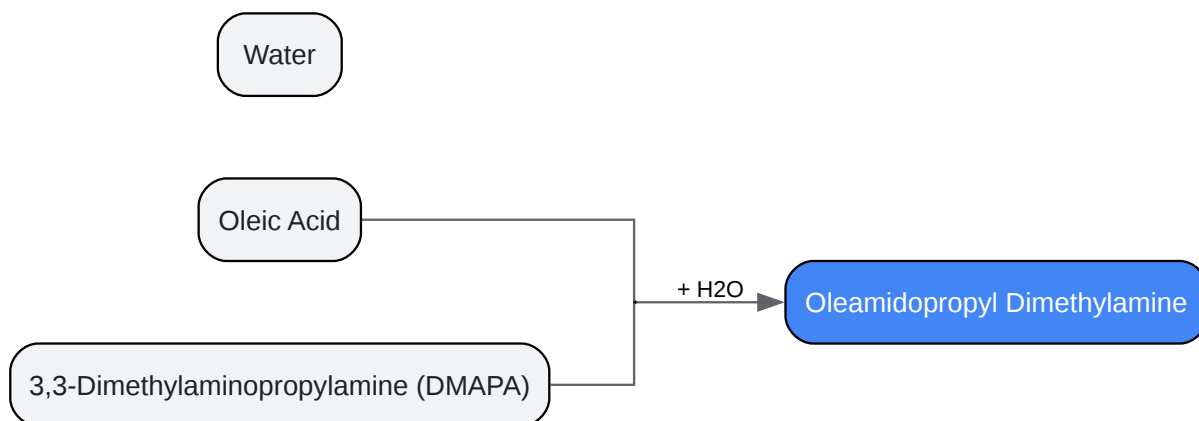 Water
Oleic Acid
+ H2O
Oleamidopropyl Dimethylamine
3,3-Dimethylaminopropylamine (DMAPA)